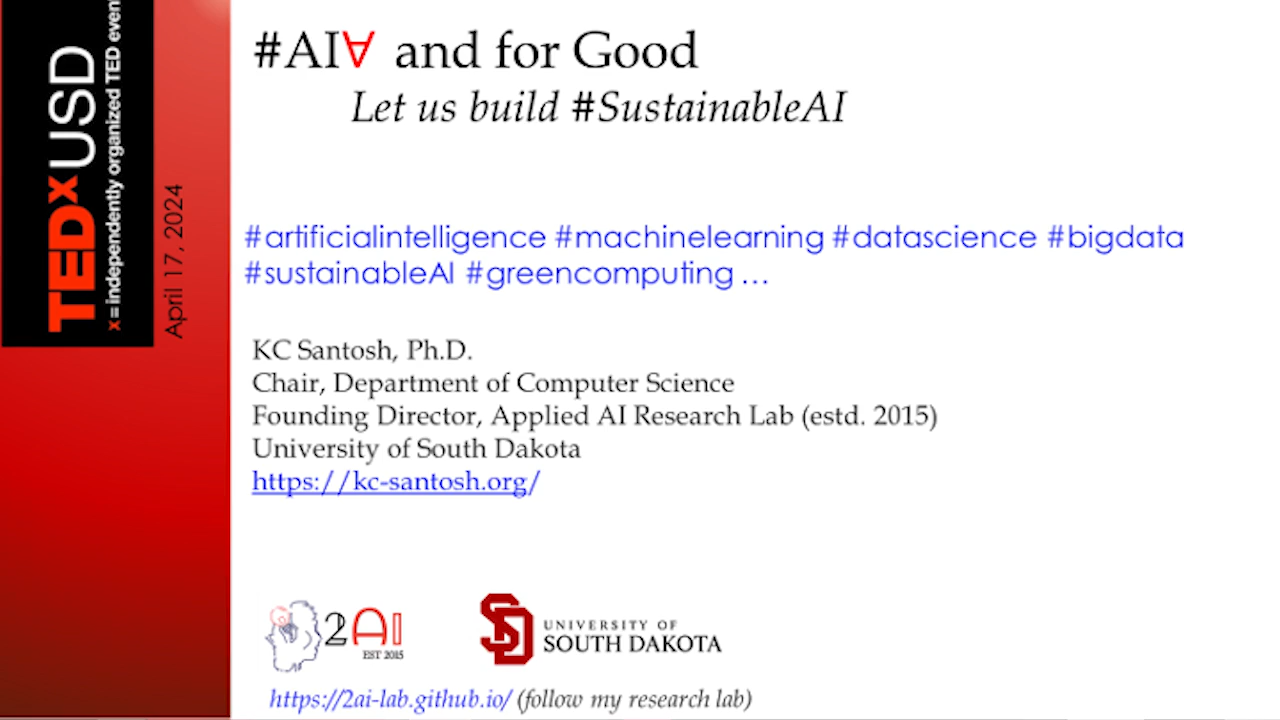 TEDxUSD
x = independently organized TED even
April 17, 2024
#AI∀ and for Good
Let us build #SustainableAI
#artificialintelligence #machinelearning #datascience #bigdata
#sustainableAI #greencomputing …
KC Santosh, Ph.D.
Chair, Department of Computer Science
Founding Director, Applied AI Research Lab (estd. 2015)
University of South Dakota
https://kc-santosh.org/
2AI
EST 2015
SD
UNIVERSITY OF
SOUTH DAKOTA
https://2ai-lab.github.io/ (follow my research lab)